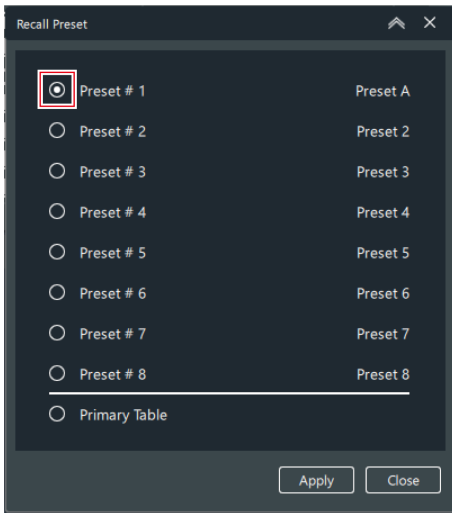 Recall Preset
Preset # 1 Preset A
Preset # 2 Preset 2
Preset # 3 Preset 3
Preset # 4 Preset 4
Preset # 5 Preset 5
Preset # 6 Preset 6
Preset # 7 Preset 7
Preset # 8 Preset 8
Primary Table
Apply Close